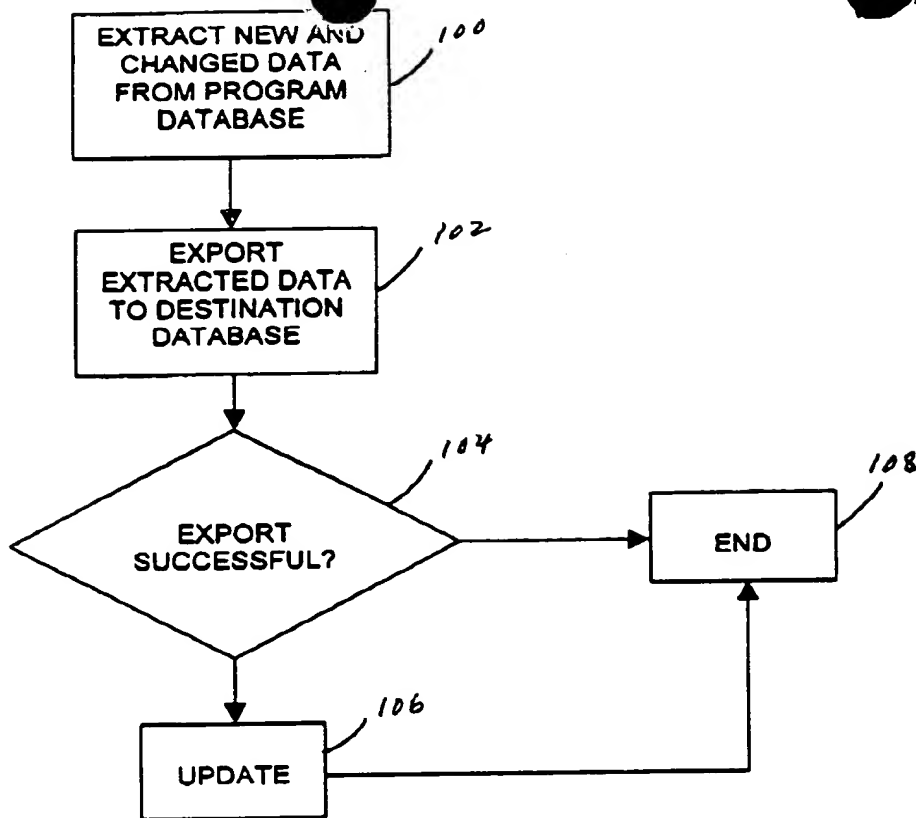 EXTRACT NEW AND
CHANGED DATA
FROM PROGRAM
DATABASE
100
EXPORT
EXTRACTED DATA
TO DESTINATION
DATABASE
102
EXPORT
SUCCESSFUL?
104
END
108
UPDATE
106